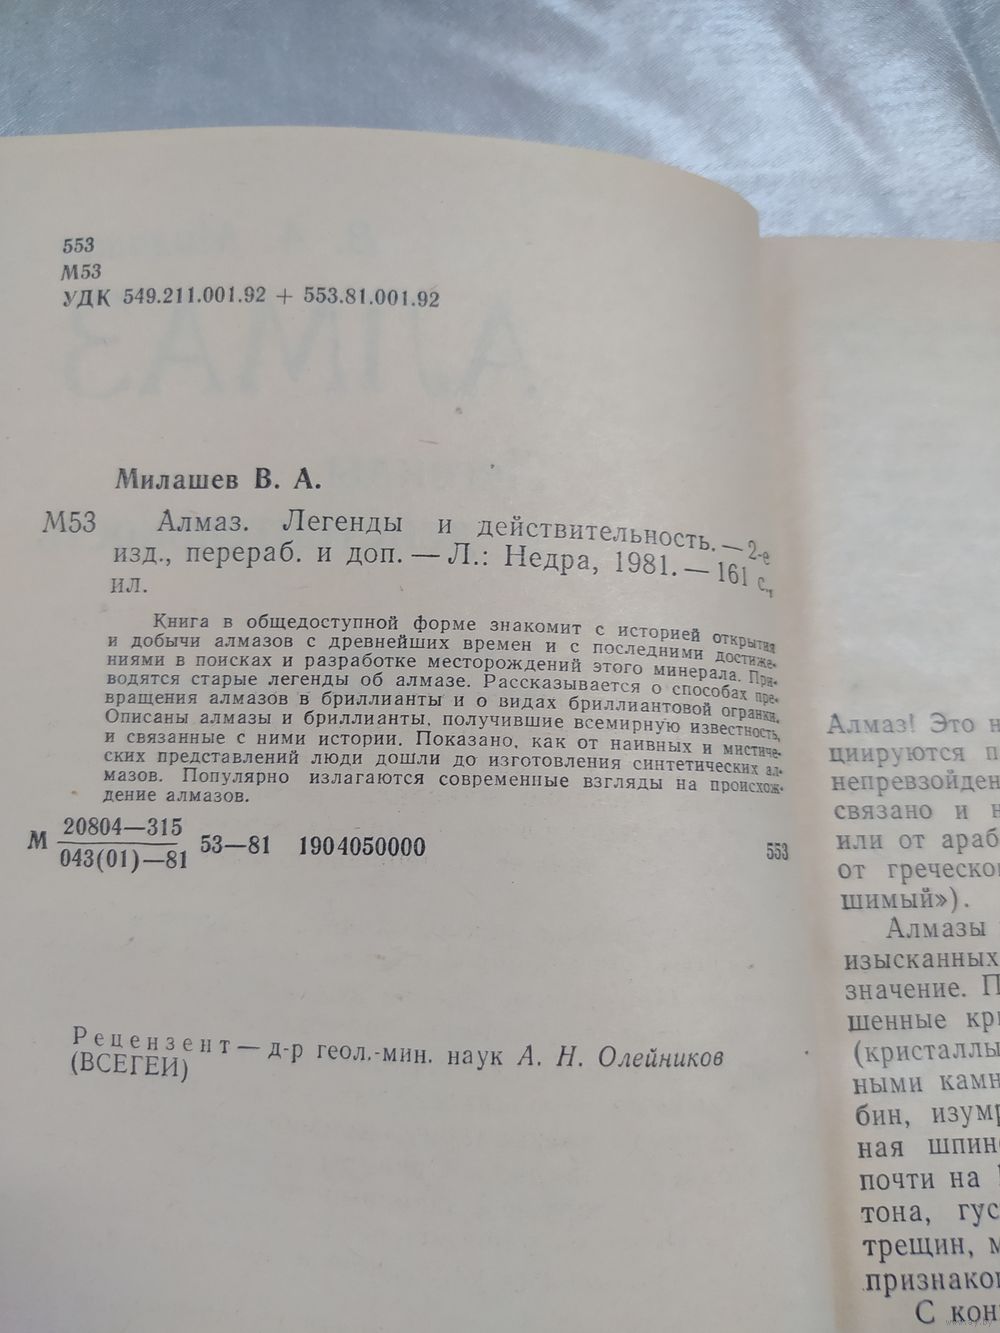 553
М53
УДК 549.211.001.92 + 553.81.001.92
АЛМАЗ
Милашев В. А.
М53 Алмаз. Легенды и действительность. — 2-е
изд., перераб. и доп. — Л.: Недра, 1981. — 161 с.,
ил.
Книга в общедоступной форме знакомит с историей открытия
и добычи алмазов с древнейших времен и с последними достиже-
ниями в поисках и разработке месторождений этого минерала. При-
водятся старые легенды об алмазе. Рассказывается о способах пре-
вращения алмазов в бриллианты и о видах бриллиантовой огранки.
Описаны алмазы и бриллианты, получившие всемирную известность,
и связанные с ними истории. Показано, как от наивных и мистиче-
ских представлений люди дошли до изготовления синтетических ал-
мазов. Популярно излагаются современные взгляды на происхож-
дение алмазов.
М 20804—315
043(01)—81 53—81 1904050000 553
Рецензент — д-р геол.-мин. наук А. Н. Олейников
(ВСЕГЕИ)
Алмаз! Это н
циируются п
непревзойден
связано и н
или от араб
от греческо
шимый»).
Алмазы
изысканных
значение. П
шенные кри
(кристаллы
ными камн
бин, изумр
ная шпин
почти на
тона, гус
трещин, м
признако
С кон
www.ay.by